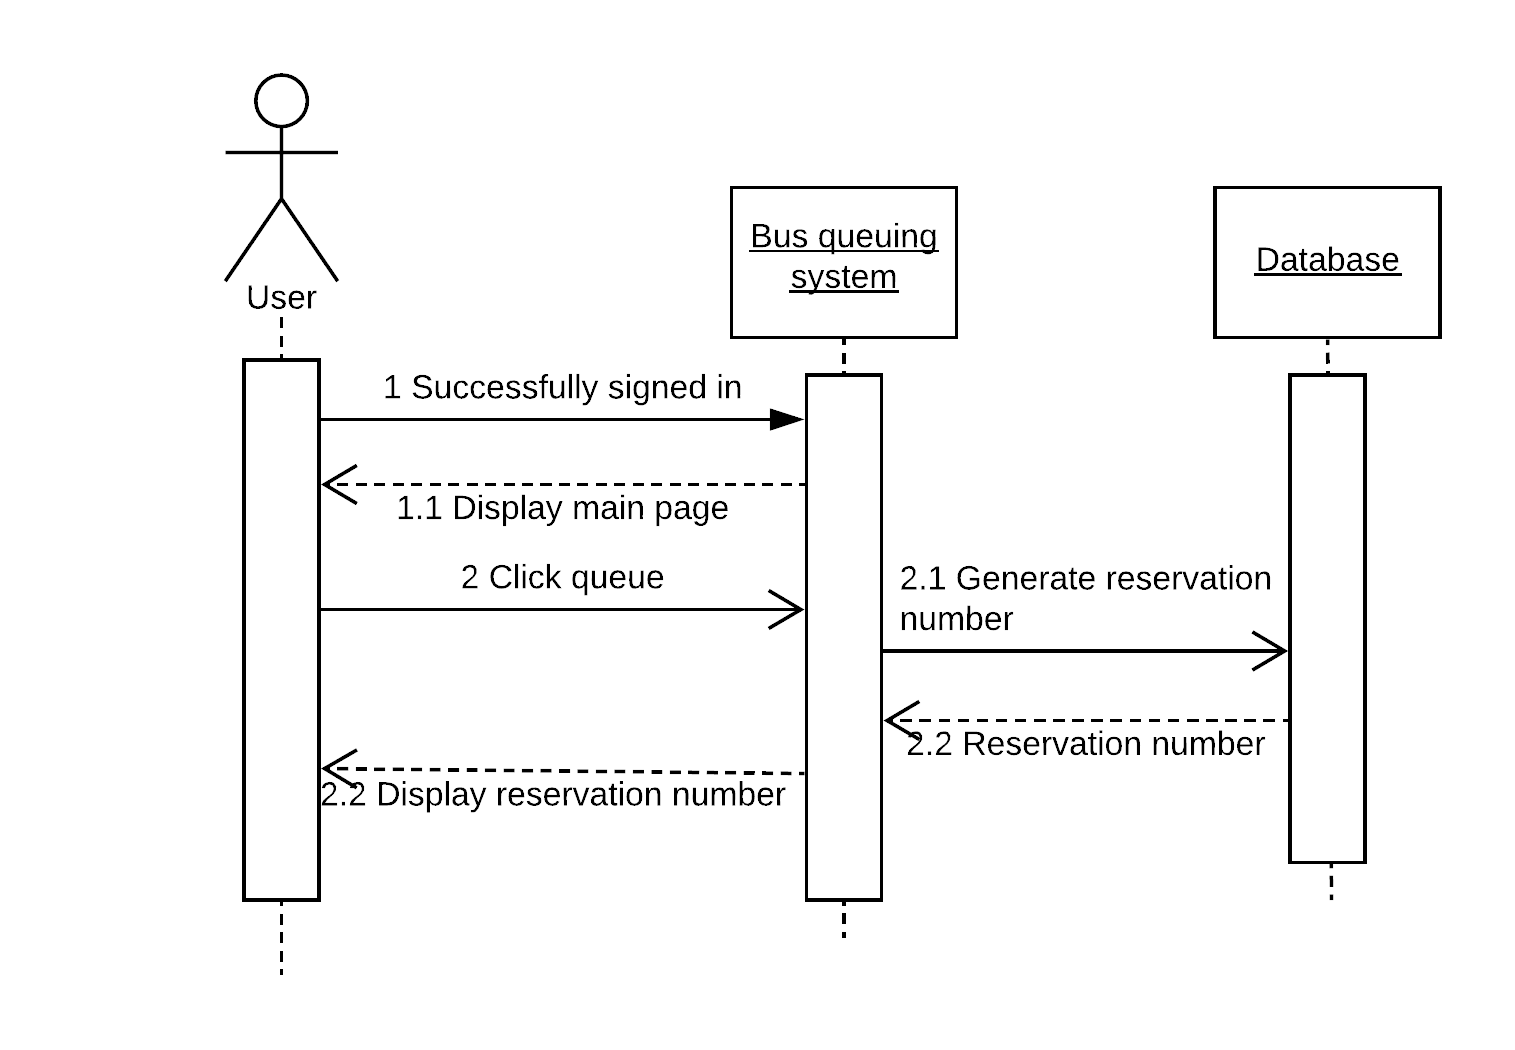 User
Bus queuing
system
Database
1 Successfully signed in
1.1 Display main page
2 Click queue
2.1 Generate reservation
number
2.2 Reservation number
2.2 Display reservation number